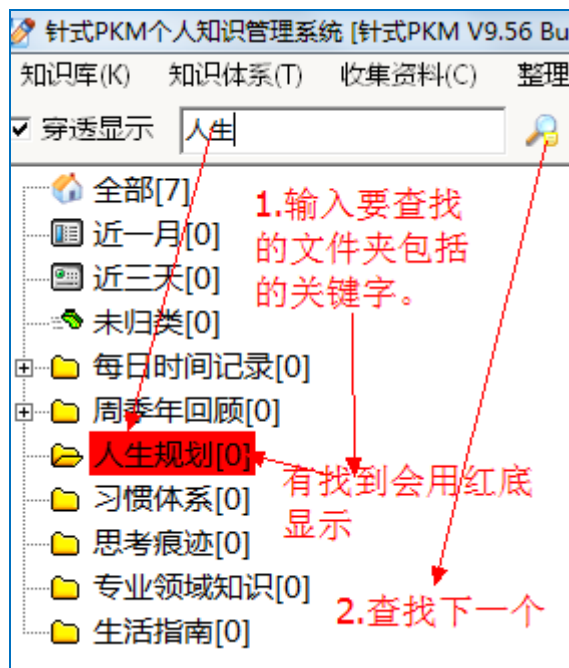 针式PKM个人知识管理系统 [针式PKM V9.56 Bu
知识库(K) 知识体系(T) 收集资料(C) 整理
穿透显示 人生
全部[7]
近一月[0]
近三天[0]
未归类[0]
每日时间记录[0]
周季年回顾[0]
人生规划[0]
习惯体系[0]
思考痕迹[0]
专业领域知识[0]
生活指南[0]
1.输入要查找
的文件夹包括
的关键字。
有找到会用红底
显示
2.查找下一个